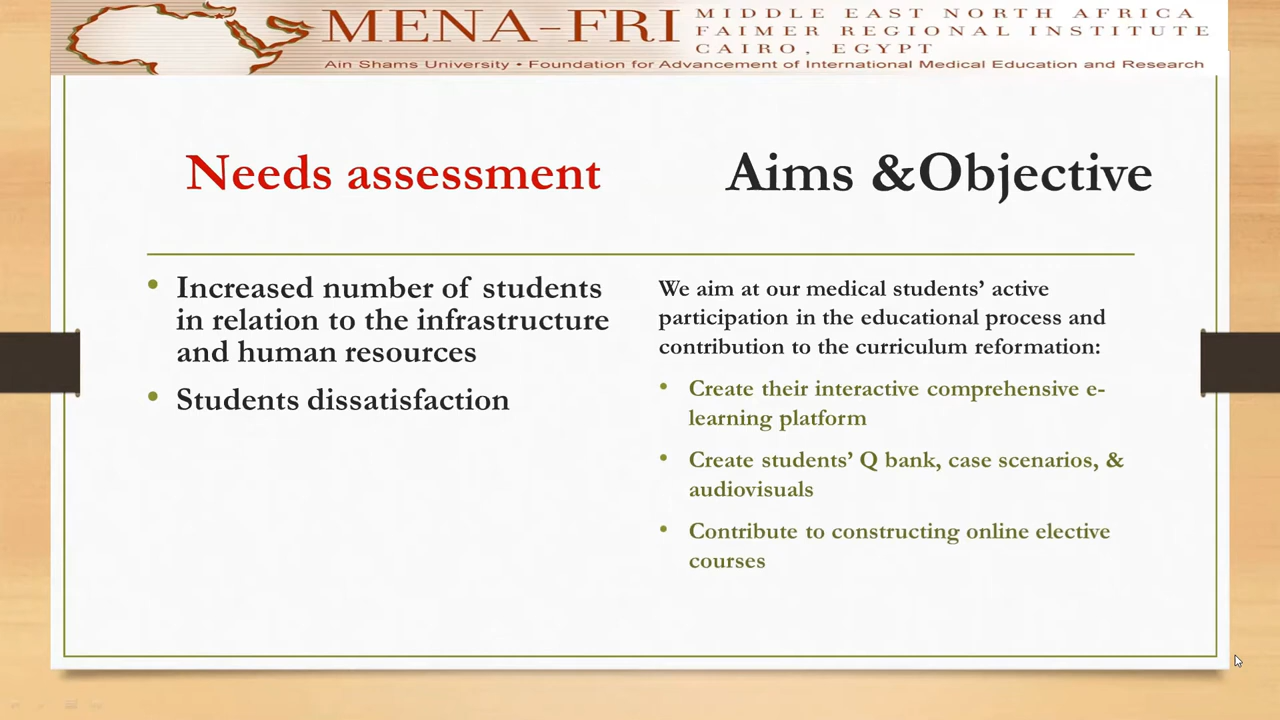 MENA-FRI
MIDDLE EAST NORTH AFRICA
FAIMER REGIONAL INSTITUTE
CAIRO, EGYPT
Ain Shams University • Foundation for Advancement of International Medical Education and Research
Needs assessment
• Increased number of students
in relation to the infrastructure
and human resources
• Students dissatisfaction
Aims &Objective
We aim at our medical students’ active
participation in the educational process and
contribution to the curriculum reformation:
• Create their interactive comprehensive e-
learning platform
• Create students’ Q bank, case scenarios, &
audiovisuals
• Contribute to constructing online elective
courses